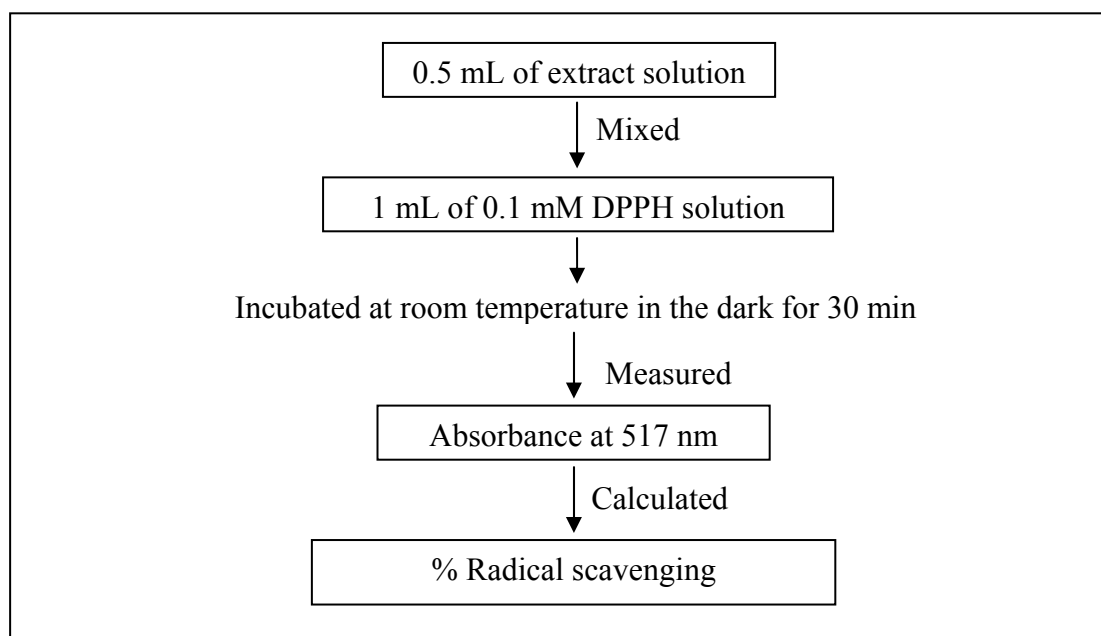 0.5 mL of extract solution
Mixed
1 mL of 0.1 mM DPPH solution
Incubated at room temperature in the dark for 30 min
Measured
Absorbance at 517 nm
Calculated
% Radical scavenging